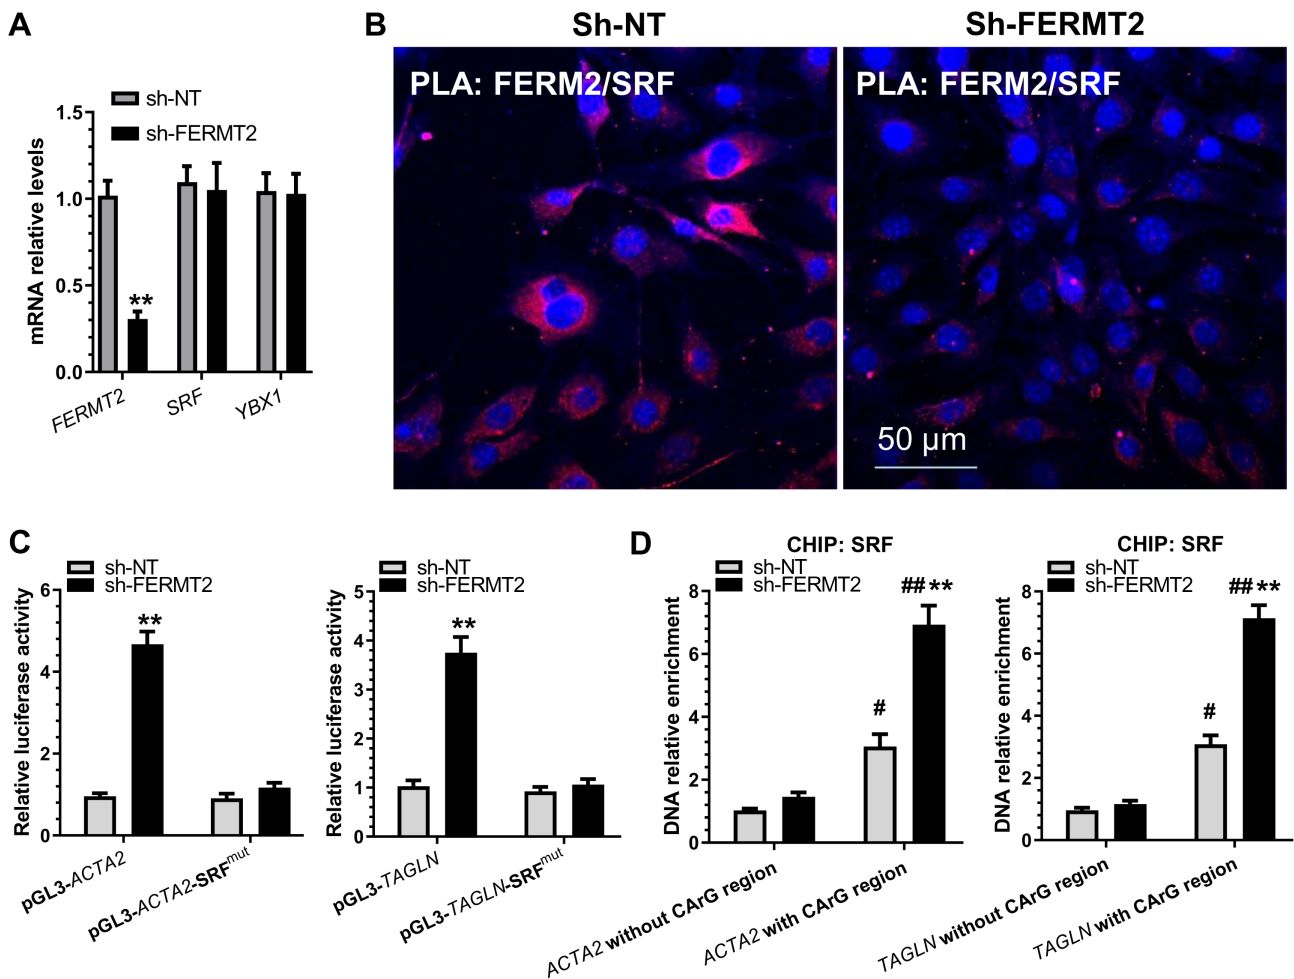 A
sh-NT
sh-FERMT2
mRNA relative levels
1.5
1.0
0.5
0.0
**
FERMT2
SRF
YBX1
B
Sh-NT
Sh-FERMT2
PLA: FERM2/SRF
PLA: FERM2/SRF
50 μm
C
sh-NT
sh-FERMT2
Relative luciferase activity
6
4
2
0
**
pGL3-ACTA2
pGL3-ACTA2-SRFmut
sh-NT
sh-FERMT2
Relative luciferase activity
5
4
3
2
1
0
**
pGL3-TAGLN
pGL3-TAGLN-SRFmut
D
CHIP: SRF
sh-NT
sh-FERMT2
DNA relative enrichment
8
6
4
2
0
#
##**
ACTA2 without CArG region
ACTA2 with CArG region
CHIP: SRF
sh-NT
sh-FERMT2
DNA relative enrichment
8
6
4
2
0
#
##**
TAGLN without CArG region
TAGLN with CArG region